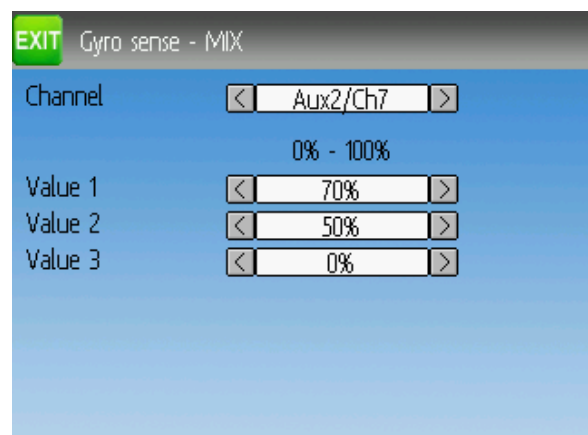 EXIT Gyro sense - MIX
Channel < Aux2/Ch7 >
0% - 100%
Value 1 < 70% >
Value 2 < 50% >
Value 3 < 0% >